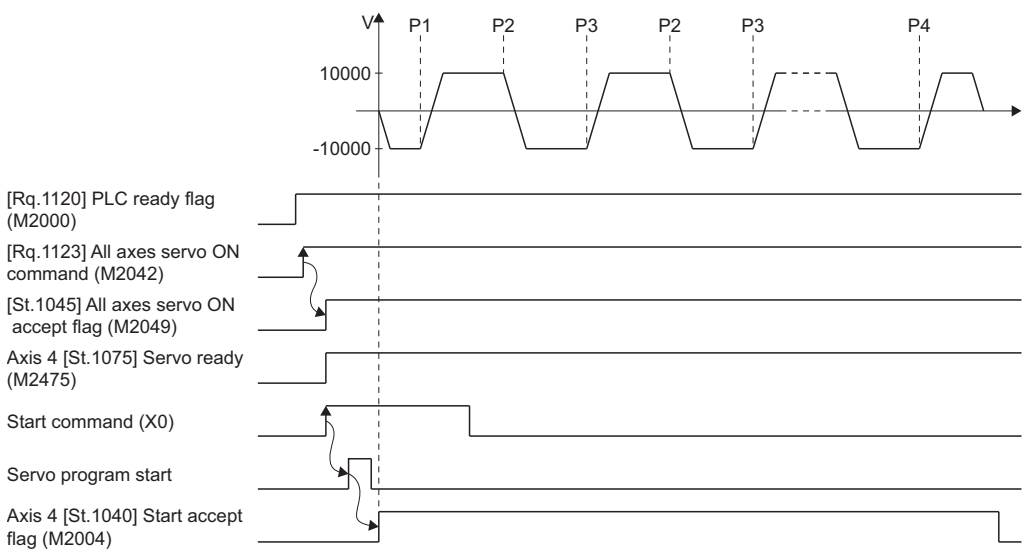 V
P1
P2
P3
P2
P3
P4
10000
-10000
[Rq.1120] PLC ready flag
(M2000)
[Rq.1123] All axes servo ON
command (M2042)
[St.1045] All axes servo ON
accept flag (M2049)
Axis 4 [St.1075] Servo ready
(M2475)
Start command (X0)
Servo program start
Axis 4 [St.1040] Start accept
flag (M2004)